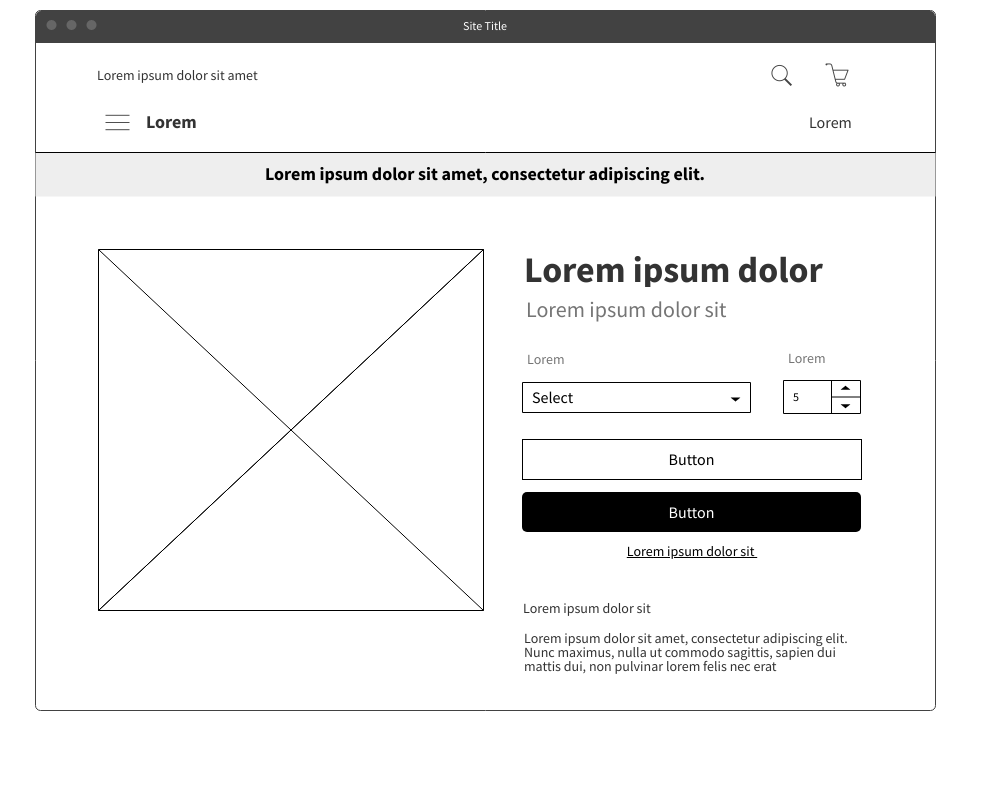 Site Title
Lorem ipsum dolor sit amet
Lorem
Lorem
Lorem ipsum dolor sit amet, consectetur adipiscing elit.
Lorem ipsum dolor
Lorem ipsum dolor sit
Lorem
Lorem
Select
5
Button
Button
Lorem ipsum dolor sit
Lorem ipsum dolor sit
Lorem ipsum dolor sit amet, consectetur adipiscing elit.
Nunc maximus, nulla ut commodo sagittis, sapien dui
mattis dui, non pulvinar lorem felis nec erat